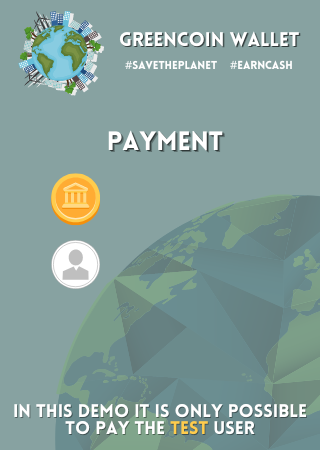 GREENCOIN WALLET
#SAVETHEPLANET #EARNCASH
PAYMENT
IN THIS DEMO IT IS ONLY POSSIBLE
TO PAY THE TEST USER